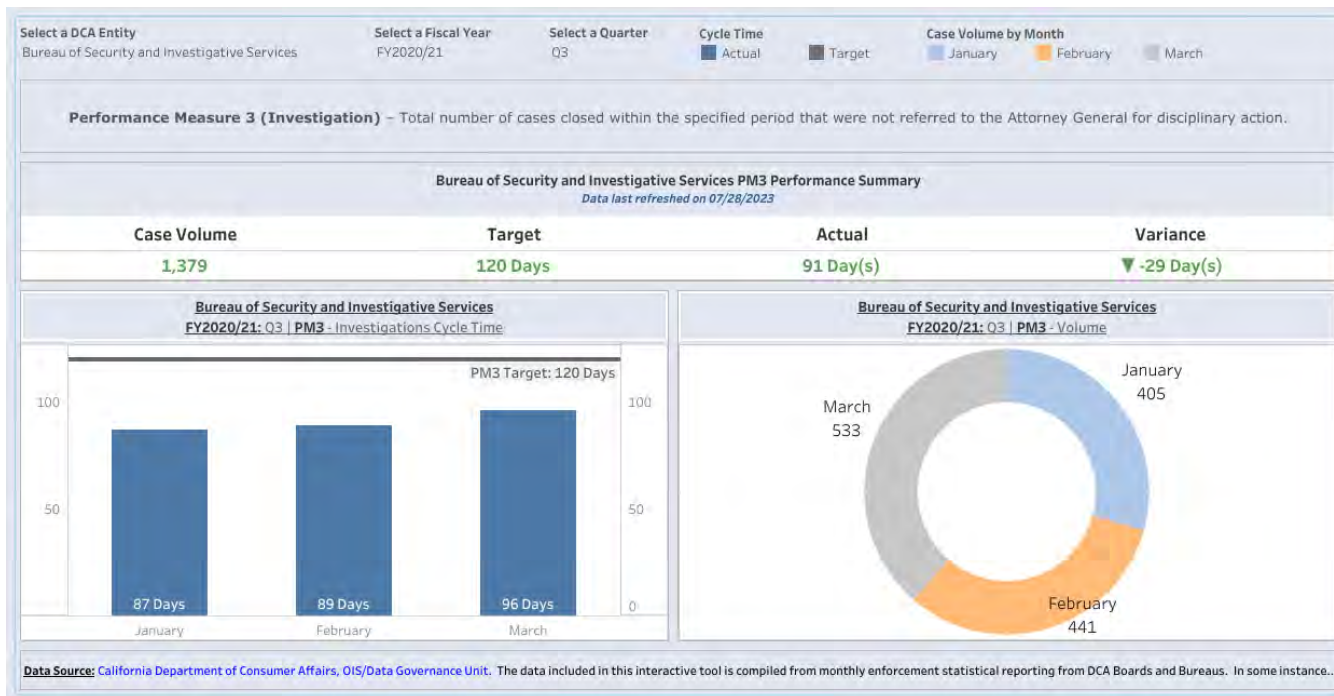 Select a DCA Entity Select a Fiscal Year Select a Quarter Cycle Time Case Volume by Month
Bureau of Security and Investigative Services FY2020/21 Q3 Actual Target January February March
Performance Measure 3 (Investigation) – Total number of cases closed within the specified period that were not referred to the Attorney General for disciplinary action.
Bureau of Security and Investigative Services PM3 Performance Summary
Data last refreshed on 07/28/2023
Case Volume Target Actual Variance
1,379 120 Days 91 Day(s) ▼ -29 Day(s)
Bureau of Security and Investigative Services
FY2020/21: Q3 | PM3 - Investigations Cycle Time
PM3 Target: 120 Days
100 100
50 50
87 Days 89 Days 96 Days 0
January February March
Bureau of Security and Investigative Services
FY2020/21: Q3 | PM3 - Volume
January
405
March
533
February
441
Data Source: California Department of Consumer Affairs, OIS/Data Governance Unit. The data included in this interactive tool is compiled from monthly enforcement statistical reporting from DCA Boards and Bureaus. In some instance...